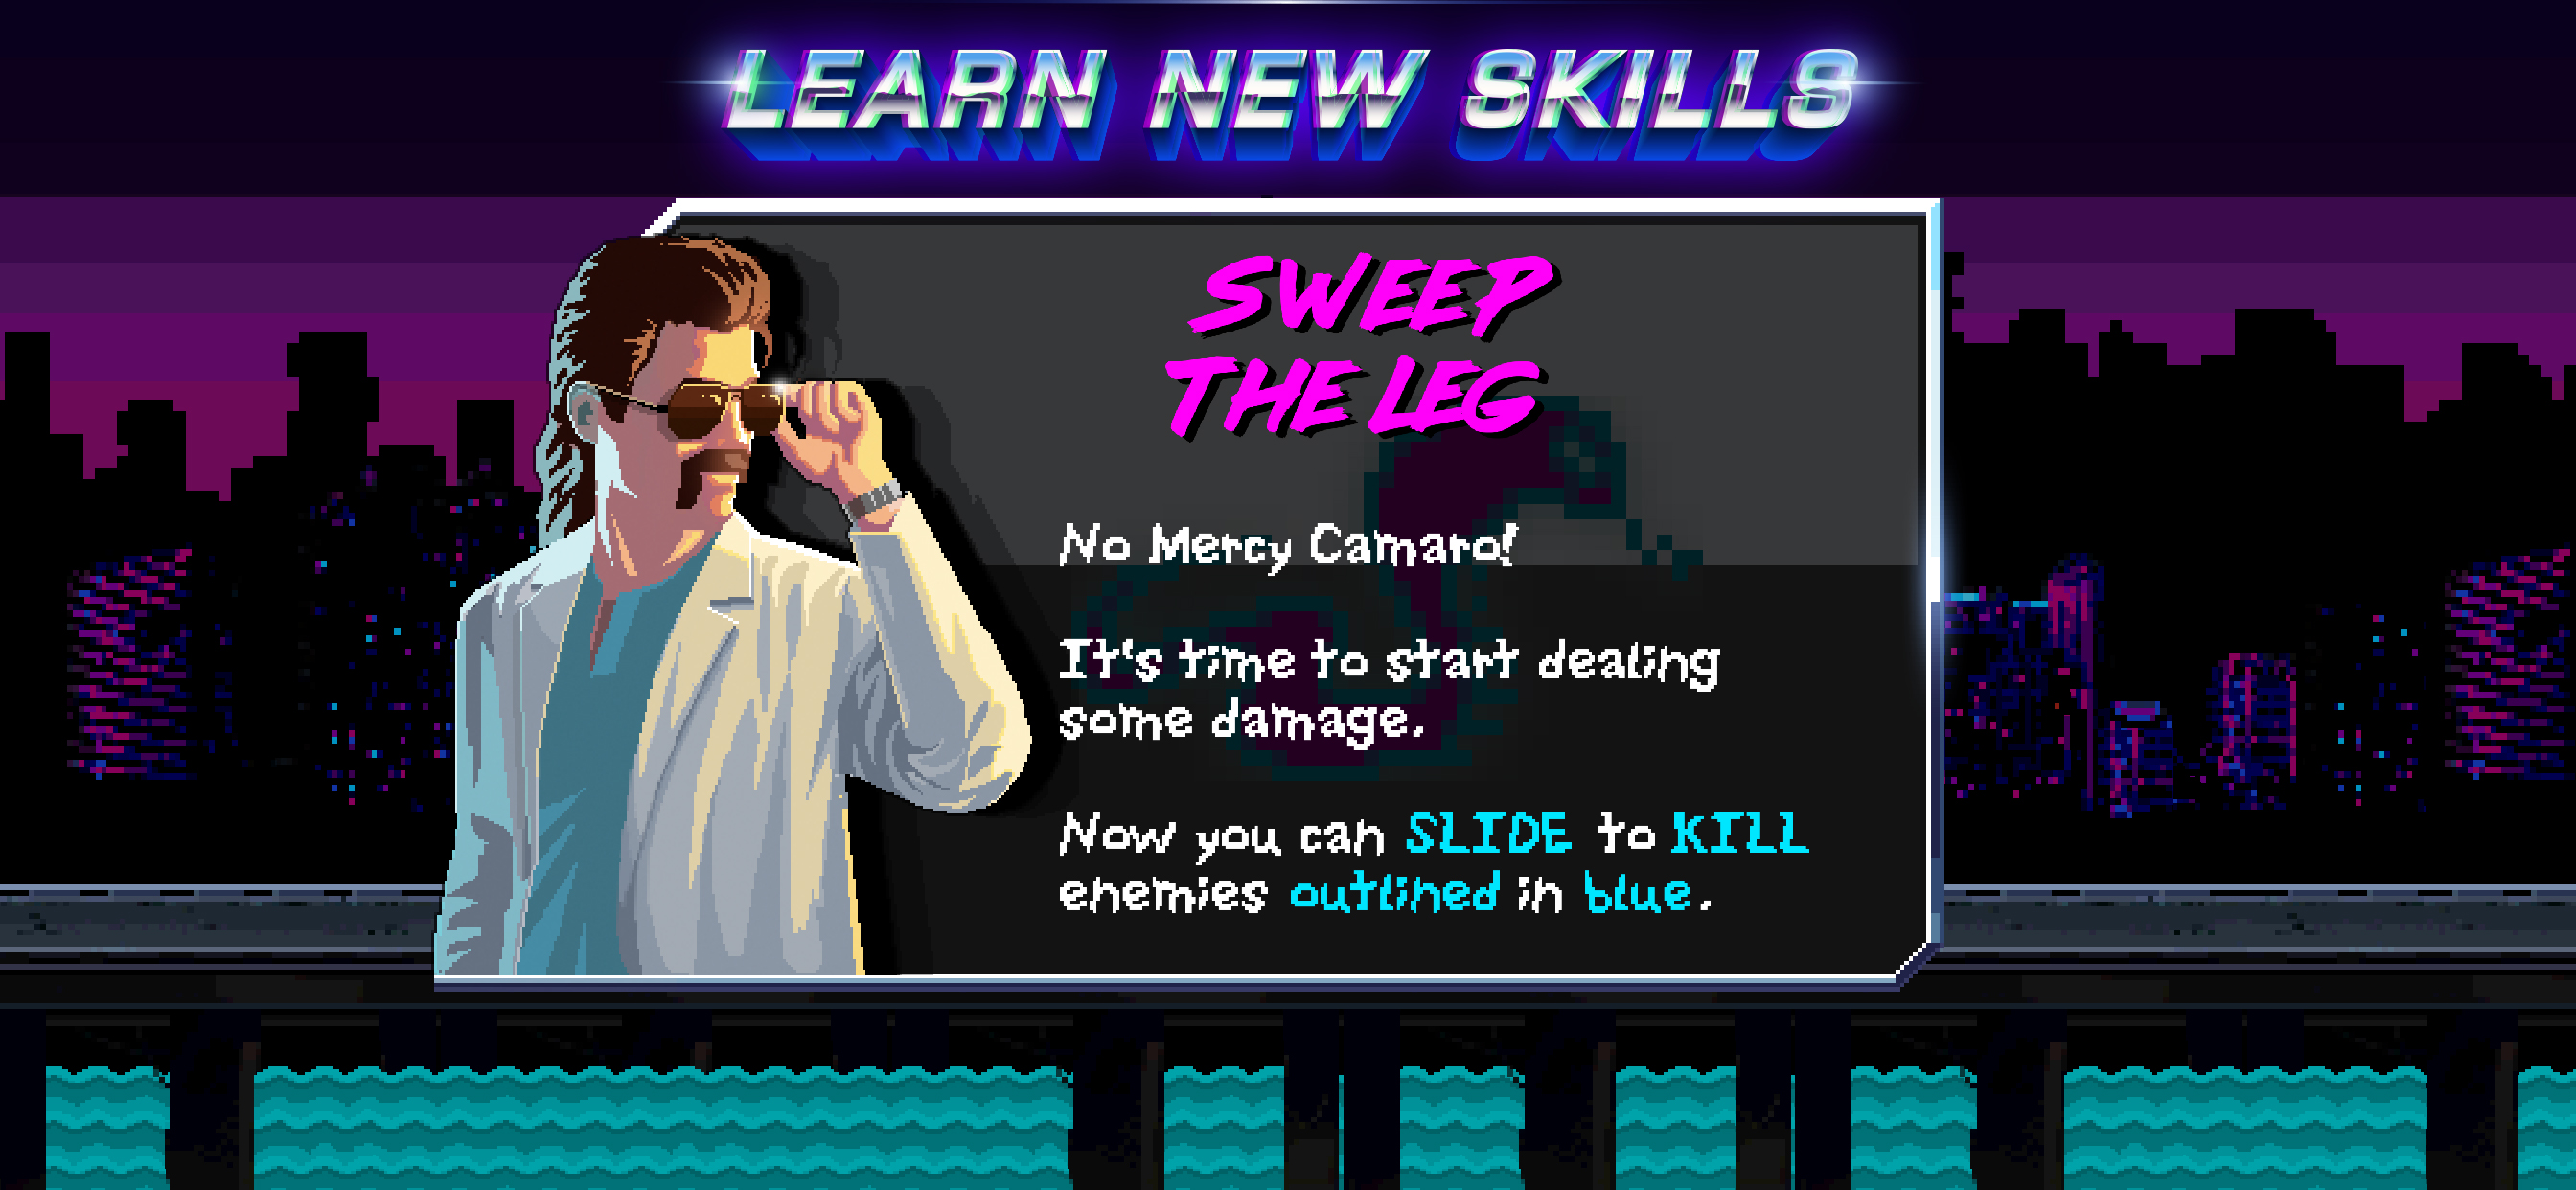 LEARN NEW SKILLS
SWEEP
THE LEG
No Mercy Camaro!
It's time to start dealing
some damage.
Now you can SLIDE to KILL
enemies outlined in blue.